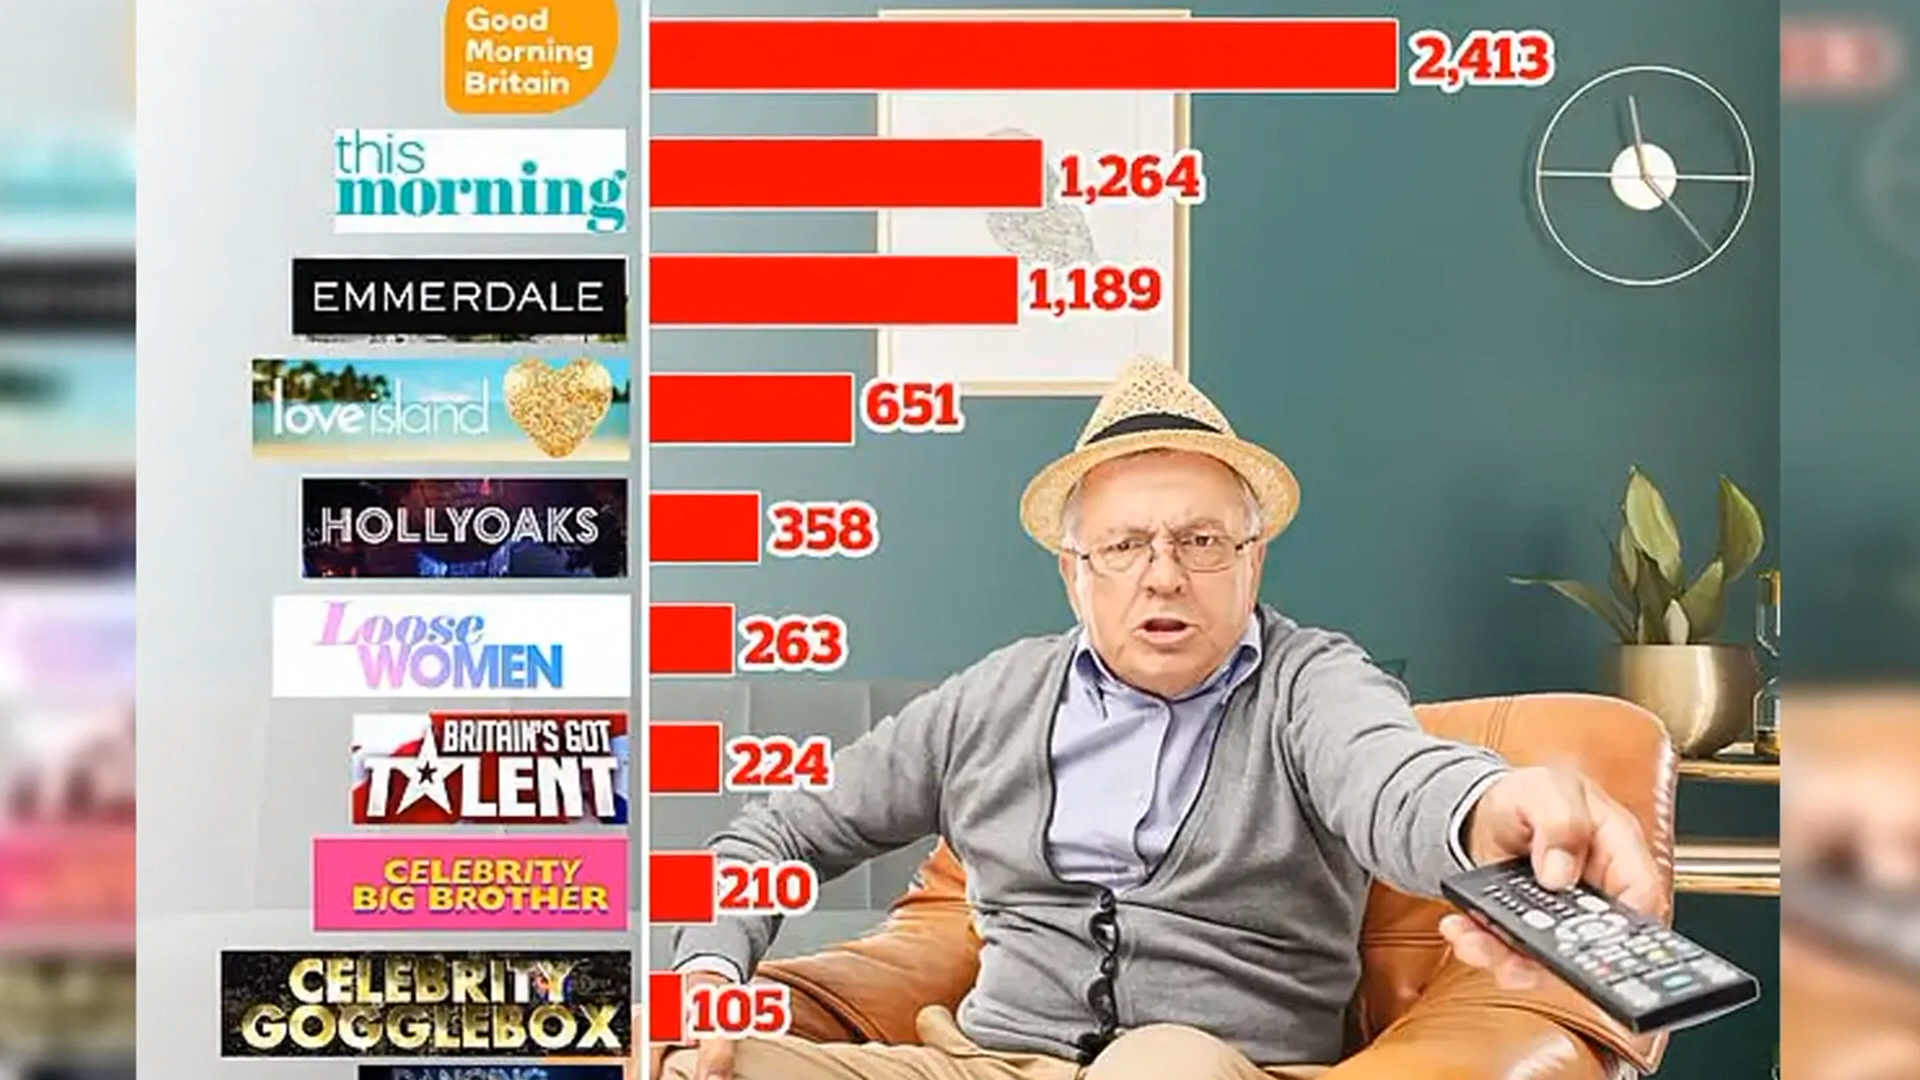 Good
Morning
Britain
2,413
this
morning
1,264
EMMERDALE
1,189
love island
651
HOLLYOAKS
358
Loose
WOMEN
263
BRITAIN'S GOT
TALENT
224
CELEBRITY
BIG BROTHER
210
CELEBRITY
GOGGLEBOX
105
DANCING